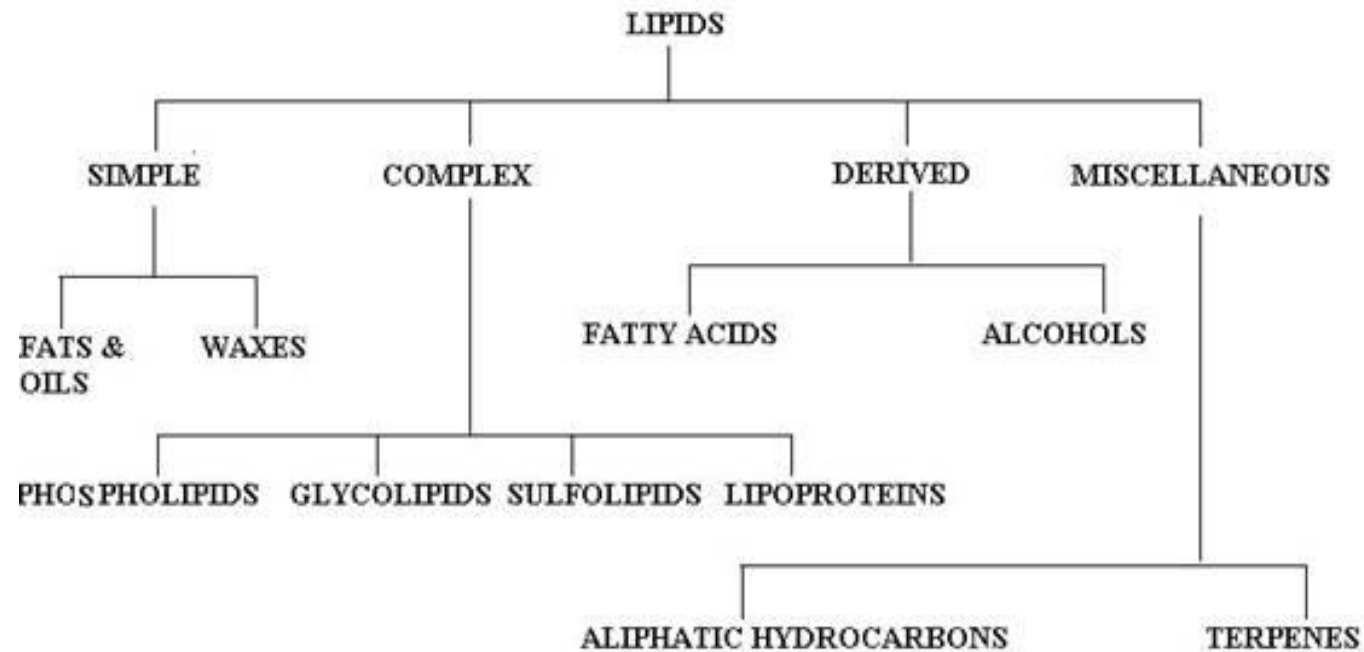 LIPIDS
SIMPLE COMPLEX DERIVED MISCELLANEOUS
FATS & WAXES FATTY ACIDS ALCOHOLS
OILS
PHOSPHOLIPIDS GLYCOLIPIDS SULFOLIPIDS LIPOPROTEINS
ALIPHATIC HYDROCARBONS TERPENES